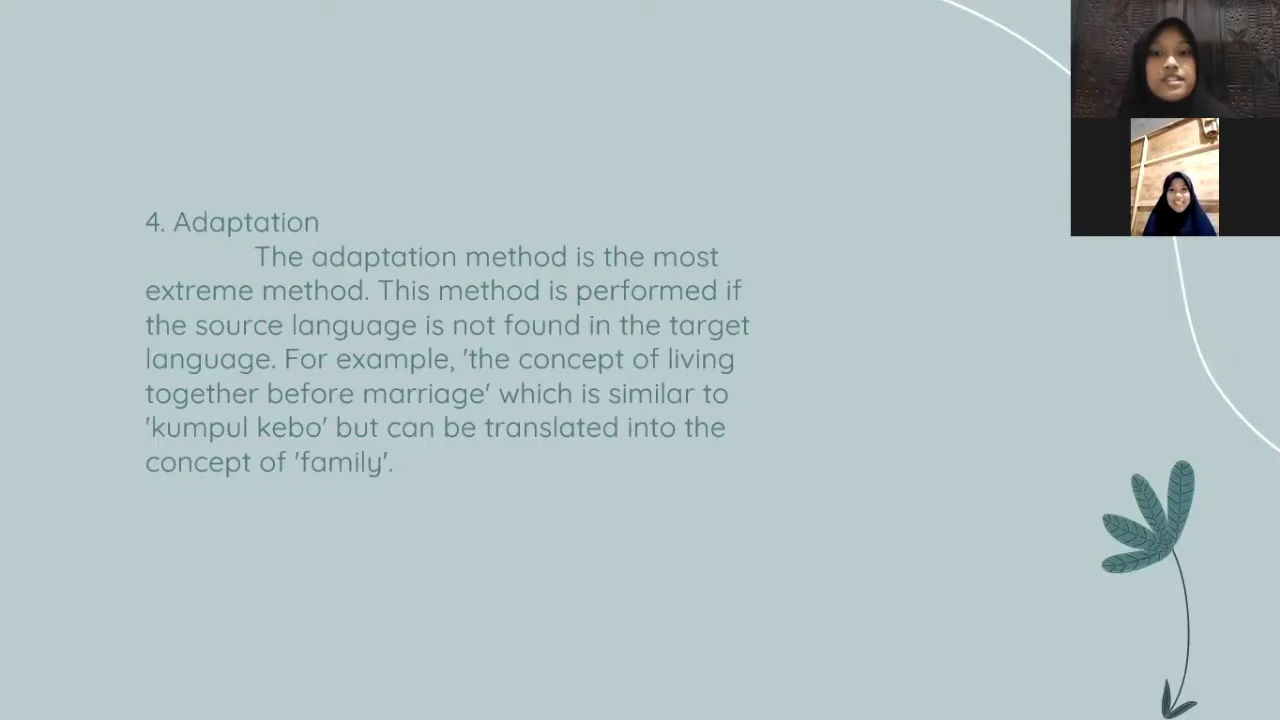 4. Adaptation
The adaptation method is the most
extreme method. This method is performed if
the source language is not found in the target
language. For example, 'the concept of living
together before marriage' which is similar to
'kumpul kebo' but can be translated into the
concept of 'family'.